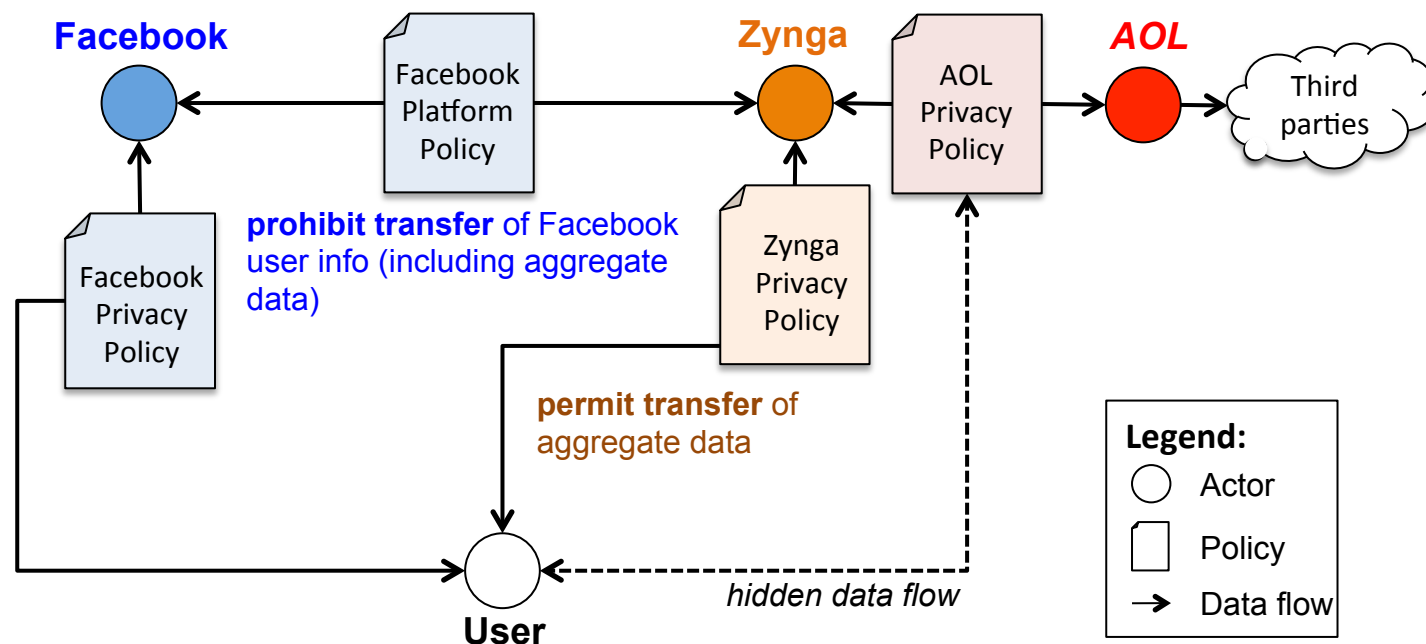 Facebook
Zynga
AOL
Facebook
Platform
Policy
AOL
Privacy
Policy
Third
parties
prohibit transfer of Facebook
user info (including aggregate
data)
Facebook
Privacy
Policy
Zynga
Privacy
Policy
permit transfer of
aggregate data
hidden data flow
User
Legend:
Actor
Policy
Data flow